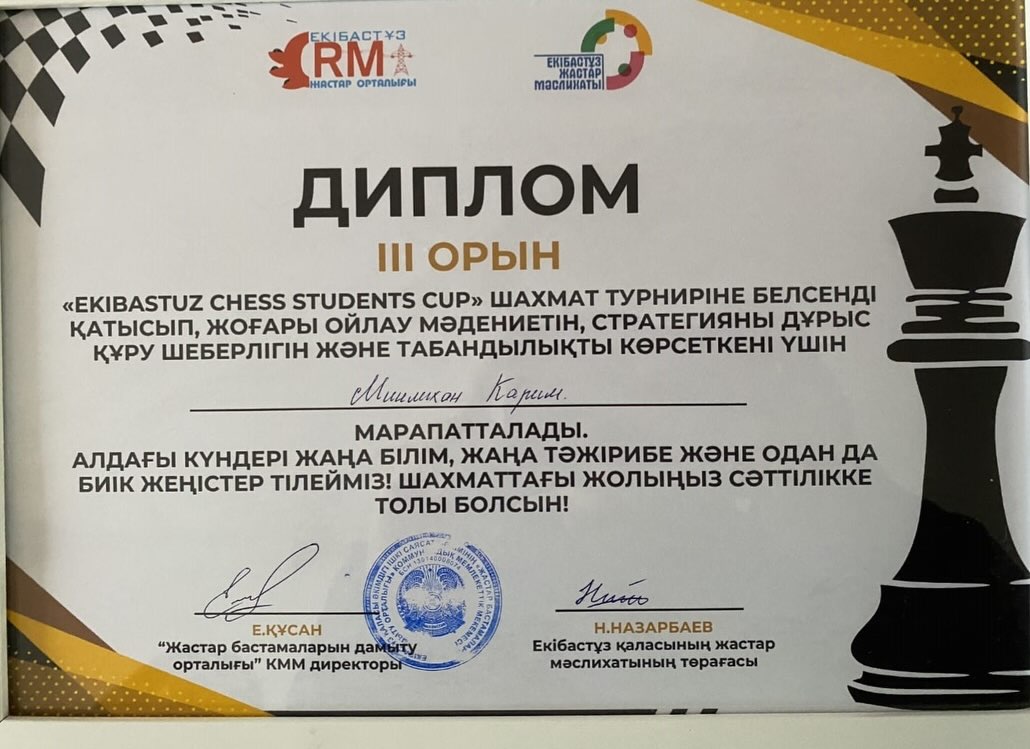 ЕКІБАСТҰЗ
RM
ЖАСТАР ОРТАЛЫҒЫ
ЕКІБАСТҰЗ
ЖАСТАР
МӘСЛИХАТЫ
ДИПЛОМ
III ОРЫН
«EKIBASTUZ CHESS STUDENTS CUP» ШАХМАТ ТУРНИРІНЕ БЕЛСЕНДІ
ҚАТЫСЫП, ЖОҒАРЫ ОЙЛАУ МӘДЕНИЕТІН, СТРАТЕГИЯНЫ ДҰРЫС
ҚҰРУ ШЕБЕРЛІГІН ЖӘНЕ ТАБАНДЫЛЫҚТЫ КӨРСЕТКЕНІ ҮШІН
Карим.
МАРАПАТТАЛАДЫ.
АЛДАҒЫ КҮНДЕРІ ЖАҢА БІЛІМ, ЖАҢА ТӘЖІРИБЕ ЖӘНЕ ОДАН ДА
БИІК ЖЕҢІСТЕР ТІЛЕЙМІЗ! ШАХМАТТАҒЫ ЖОЛЫҢЫЗ СӘТТІЛІККЕ
ТОЛЫ БОЛСЫН!
Е.ҚҰСАН
“Жастар бастамаларын дамыту
орталығы” КММ директоры
Н.НАЗАРБАЕВ
Екібастұз қаласының жастар
мәслихатының төрағасы